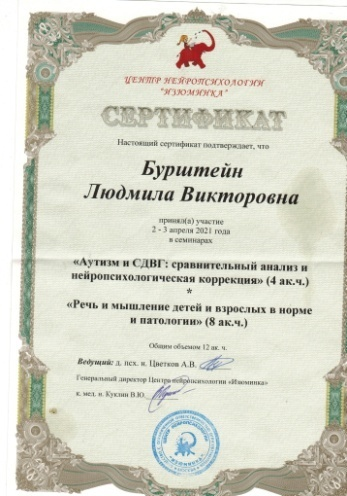 ЦЕНТР НЕЙРОПСИХОЛОГИИ
"ИЗЮМИНКА"
СЕРТИФИКАТ
Настоящий сертификат подтверждает, что
Бурштейн
Людмила Викторовна
принял(а) участие
2 - 3 апреля 2021 года
в семинарах
«Аутизм и СДВГ: сравнительный анализ и
нейропсихологическая коррекция» (4 ак.ч.)
*
«Речь и мышление детей и взрослых в норме
и патологии» (8 ак.ч.)
Общим объемом 12 ак. ч.
Ведущий: д. псх. н. Цветков А.В.
Генеральный директор Центра нейропсихологии «Изюминка»
к. мед. н. Куклин В.Ю.
"ИЗЮМИНКА"